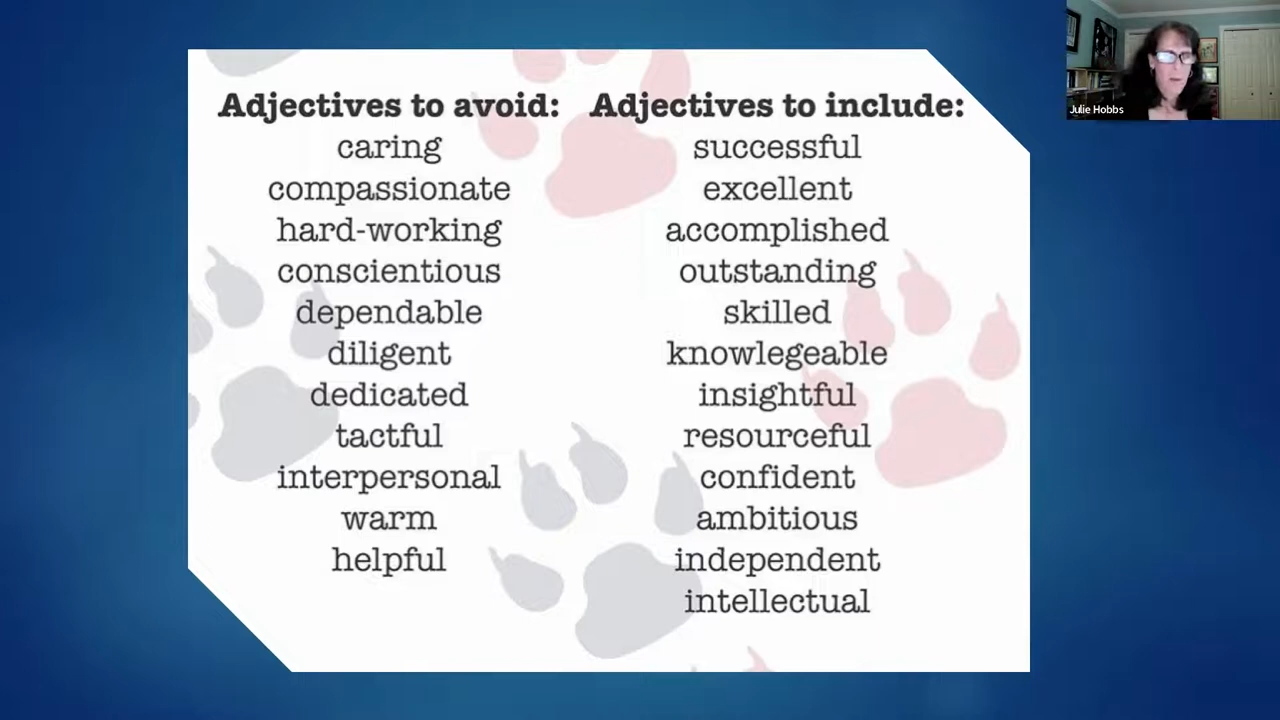 Adjectives to avoid:
caring
compassionate
hard-working
conscientious
dependable
diligent
dedicated
tactful
interpersonal
warm
helpful
Adjectives to include:
successful
excellent
accomplished
outstanding
skilled
knowlegeable
insightful
resourceful
confident
ambitious
independent
intellectual
Julie Hobbs